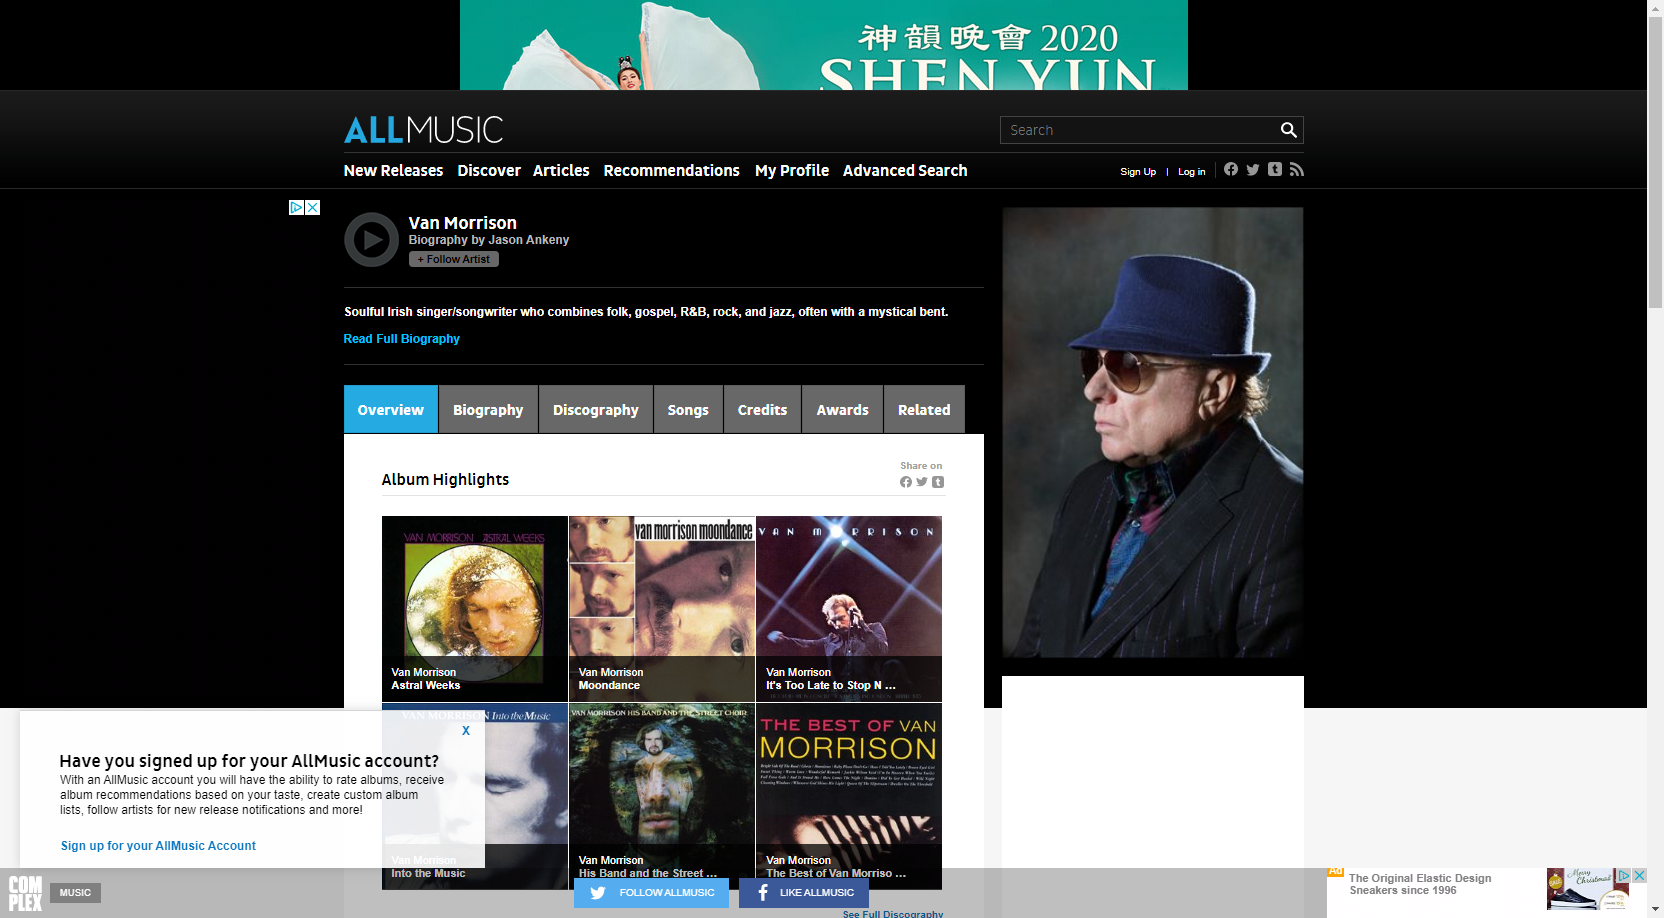 神韻晚會 2020
SHEN YUN
ALLMUSIC
Search
New Releases Discover Articles Recommendations My Profile Advanced Search
Sign Up | Log in
Van Morrison
Biography by Jason Ankeny
+ Follow Artist
Soulful Irish singer/songwriter who combines folk, gospel, R&B, rock, and jazz, often with a mystical bent.
Read Full Biography
Overview Biography Discography Songs Credits Awards Related
Share on
Album Highlights
VAN MORRISON ASTRAL WEEKS
van morrison moondance
VAN MORRISON
Van Morrison
Astral Weeks
Van Morrison
Moondance
Van Morrison
It's Too Late to Stop N ...
VAN MORRISON Into the Music
VAN MORRISON HIS BAND AND THE STREET CHOIR
THE BEST OF VAN
MORRISON
Van Morrison
Into the Music
Van Morrison
His Band and the Street ...
Van Morrison
The Best of Van Morriso ...
X
Have you signed up for your AllMusic account?
With an AllMusic account you will have the ability to rate albums, receive
album recommendations based on your taste, create custom album
lists, follow artists for new release notifications and more!
Sign up for your AllMusic Account
COM
PLEX
MUSIC
FOLLOW ALLMUSIC
LIKE ALLMUSIC
See Full Discography
Ad
The Original Elastic Design
Sneakers since 1996
Merry
Christmas